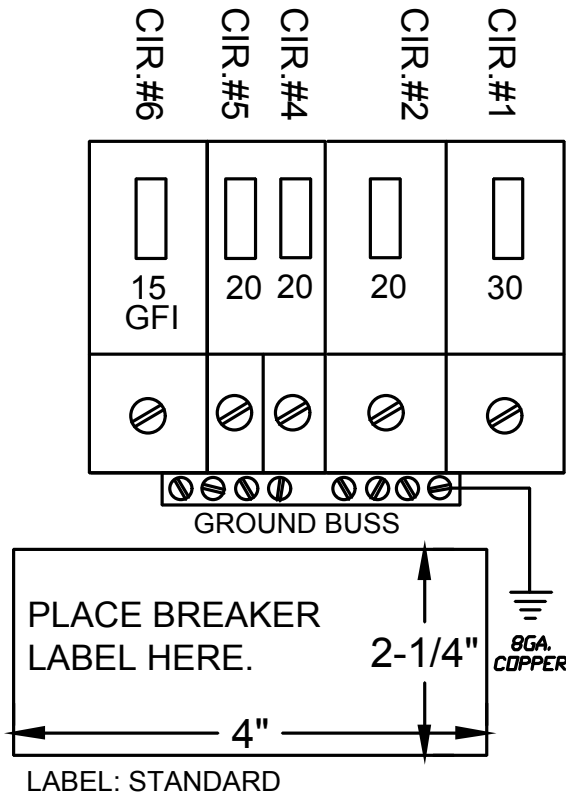 CIR.#6
CIR.#5
CIR.#4
CIR.#2
CIR.#1
15
GFI
20
20
20
30
GROUND BUSS
PLACE BREAKER
LABEL HERE.
2-1/4"
8GA.
COPPER
4"
LABEL: STANDARD